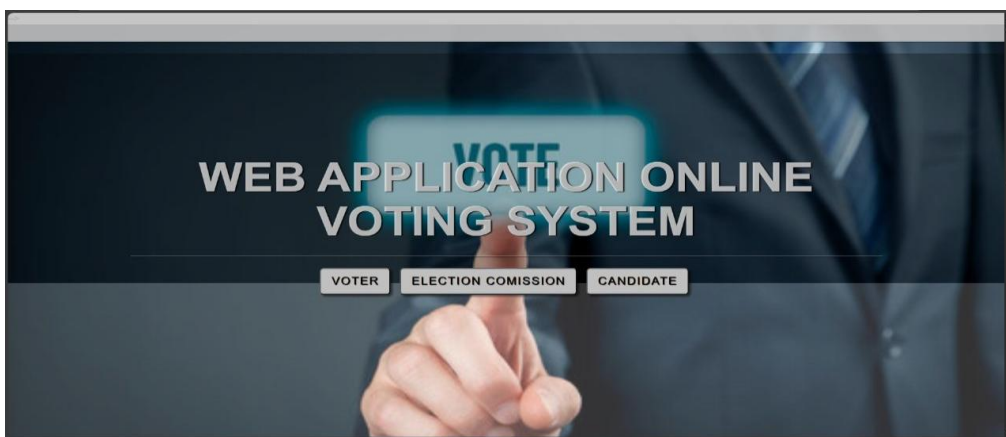 VOTE
WEB APPLICATION ONLINE
VOTING SYSTEM
VOTER ELECTION COMISSION CANDIDATE